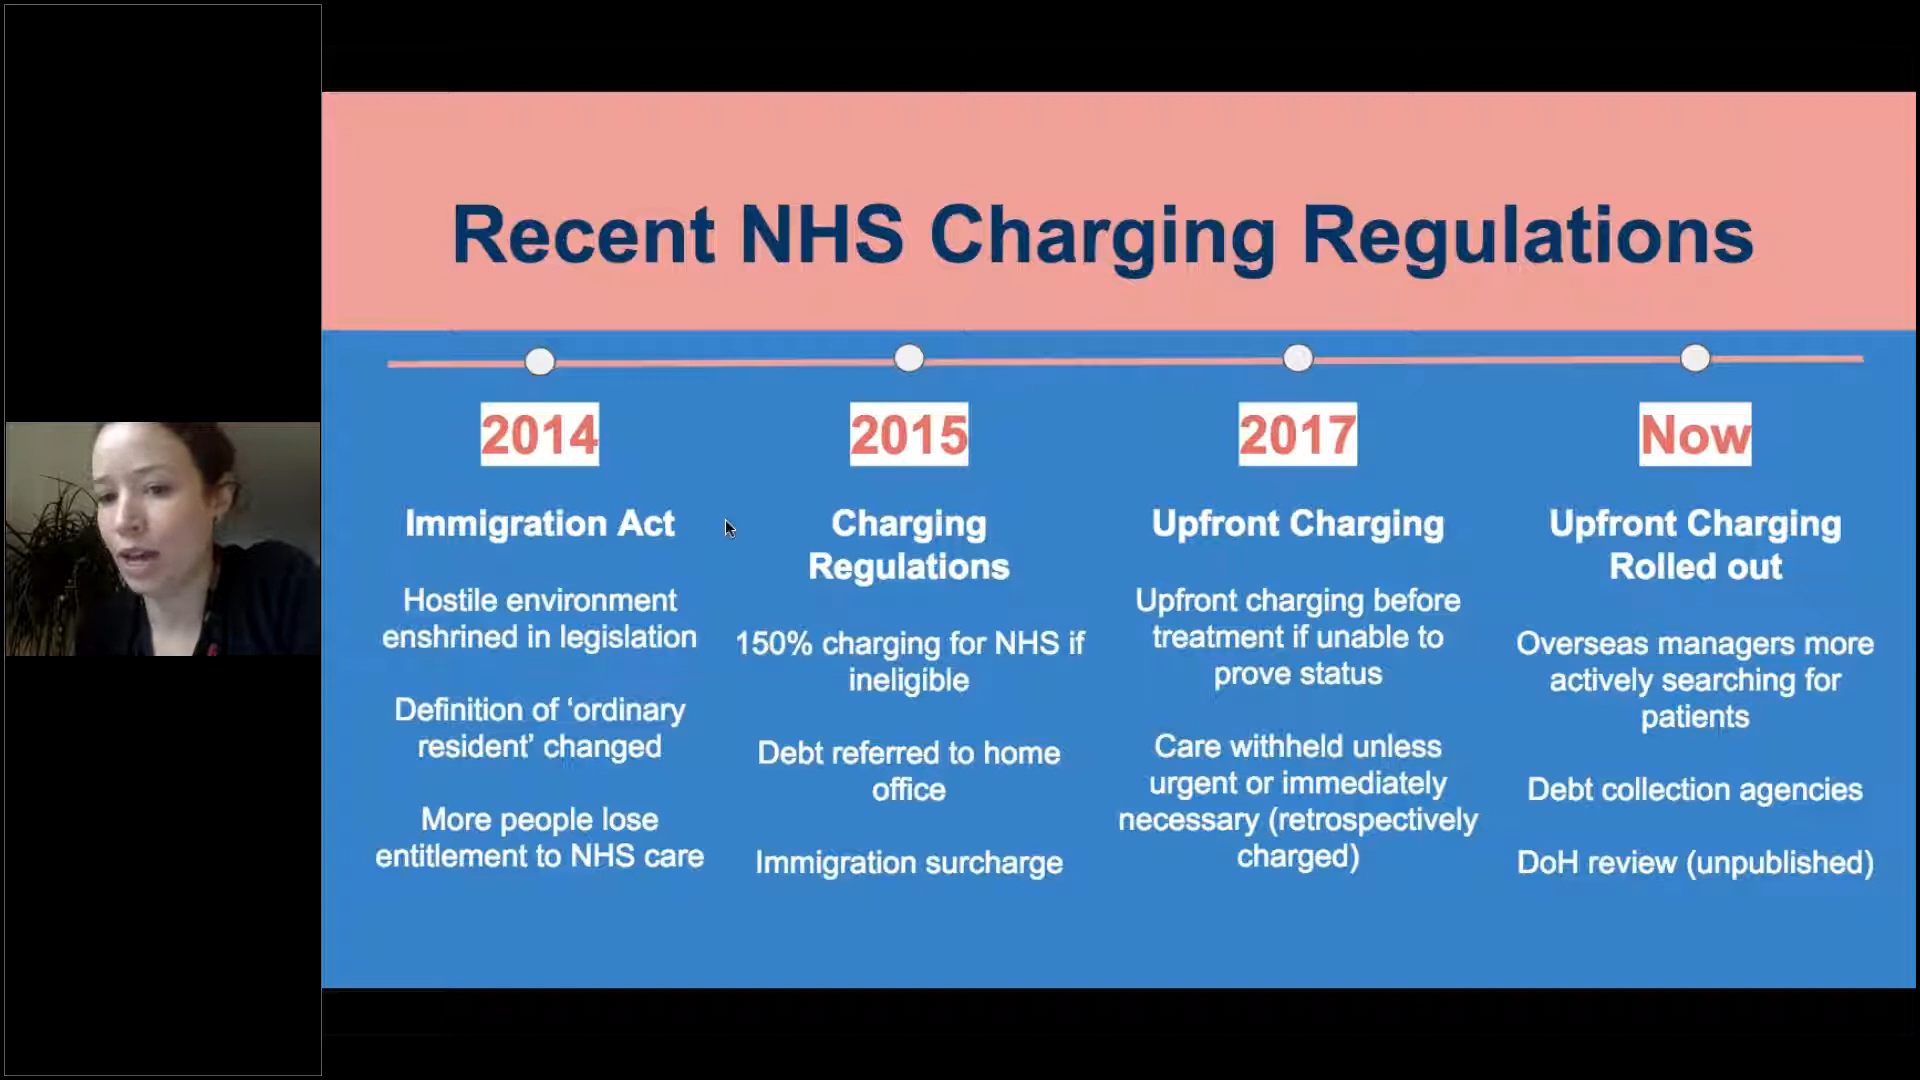 Recent NHS Charging Regulations
2014
Immigration Act
Hostile environment
enshrined in legislation
Definition of ‘ordinary
resident’ changed
More people lose
entitlement to NHS care
2015
Charging
Regulations
150% charging for NHS if
ineligible
Debt referred to home
office
Immigration surcharge
2017
Upfront Charging
Upfront charging before
treatment if unable to
prove status
Care withheld unless
urgent or immediately
necessary (retrospectively
charged)
Now
Upfront Charging
Rolled out
Overseas managers more
actively searching for
patients
Debt collection agencies
DoH review (unpublished)